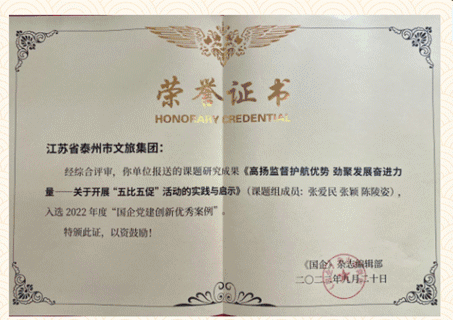 荣誉证书
HONORARY CREDENTIAL
江苏省泰州市文旅集团：
经综合评审，你单位报送的课题研究成果《高扬监督护航优势 劲聚发展奋进力
量——关于开展“五比五促”活动的实践与启示》（课题组成员：张爱民 张颖 陈陵姿），
入选2022年度“国企党建创新优秀案例”。
特颁此证，以资鼓励！
《国企》杂志编辑部
二〇二二年九月二十日